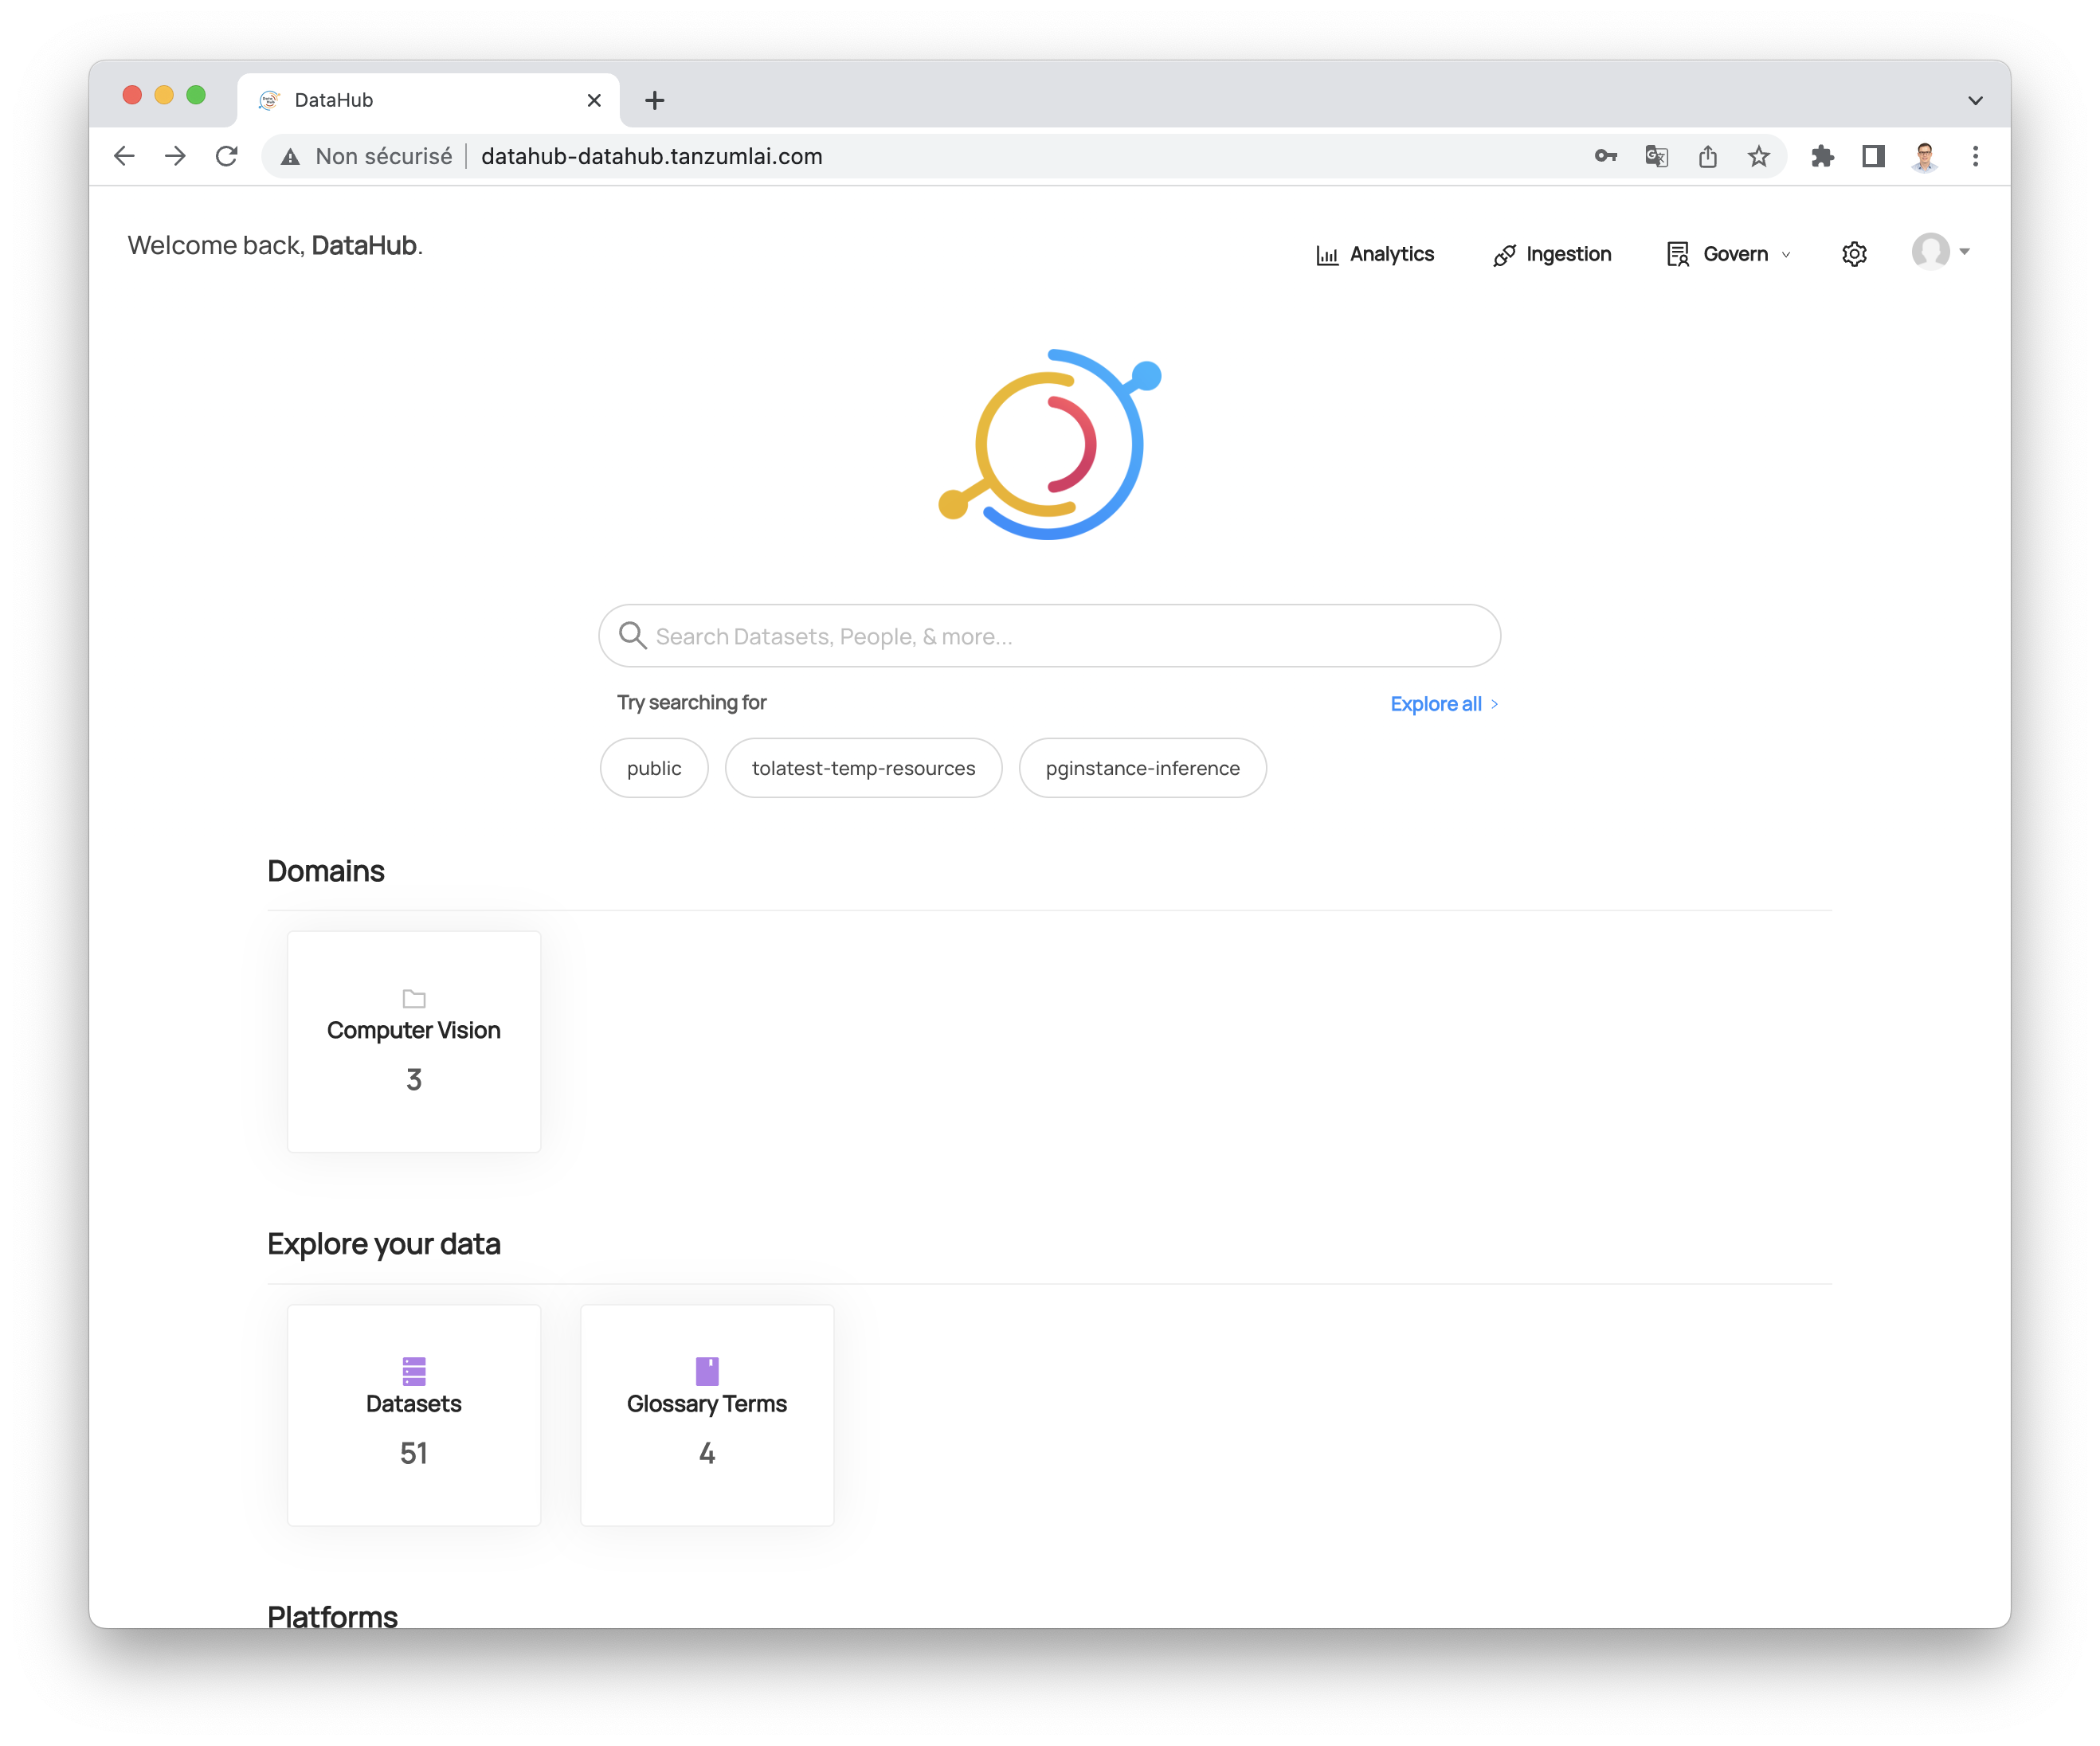 DataHub
Non sécurisé datahub-datahub.tanzumlai.com
Welcome back, DataHub.
Analytics Ingestion Govern
Search Datasets, People, & more...
Try searching for Explore all
public tolatest-temp-resources pginstance-inference
Domains
Computer Vision
3
Explore your data
Datasets Glossary Terms
51 4
Platforms